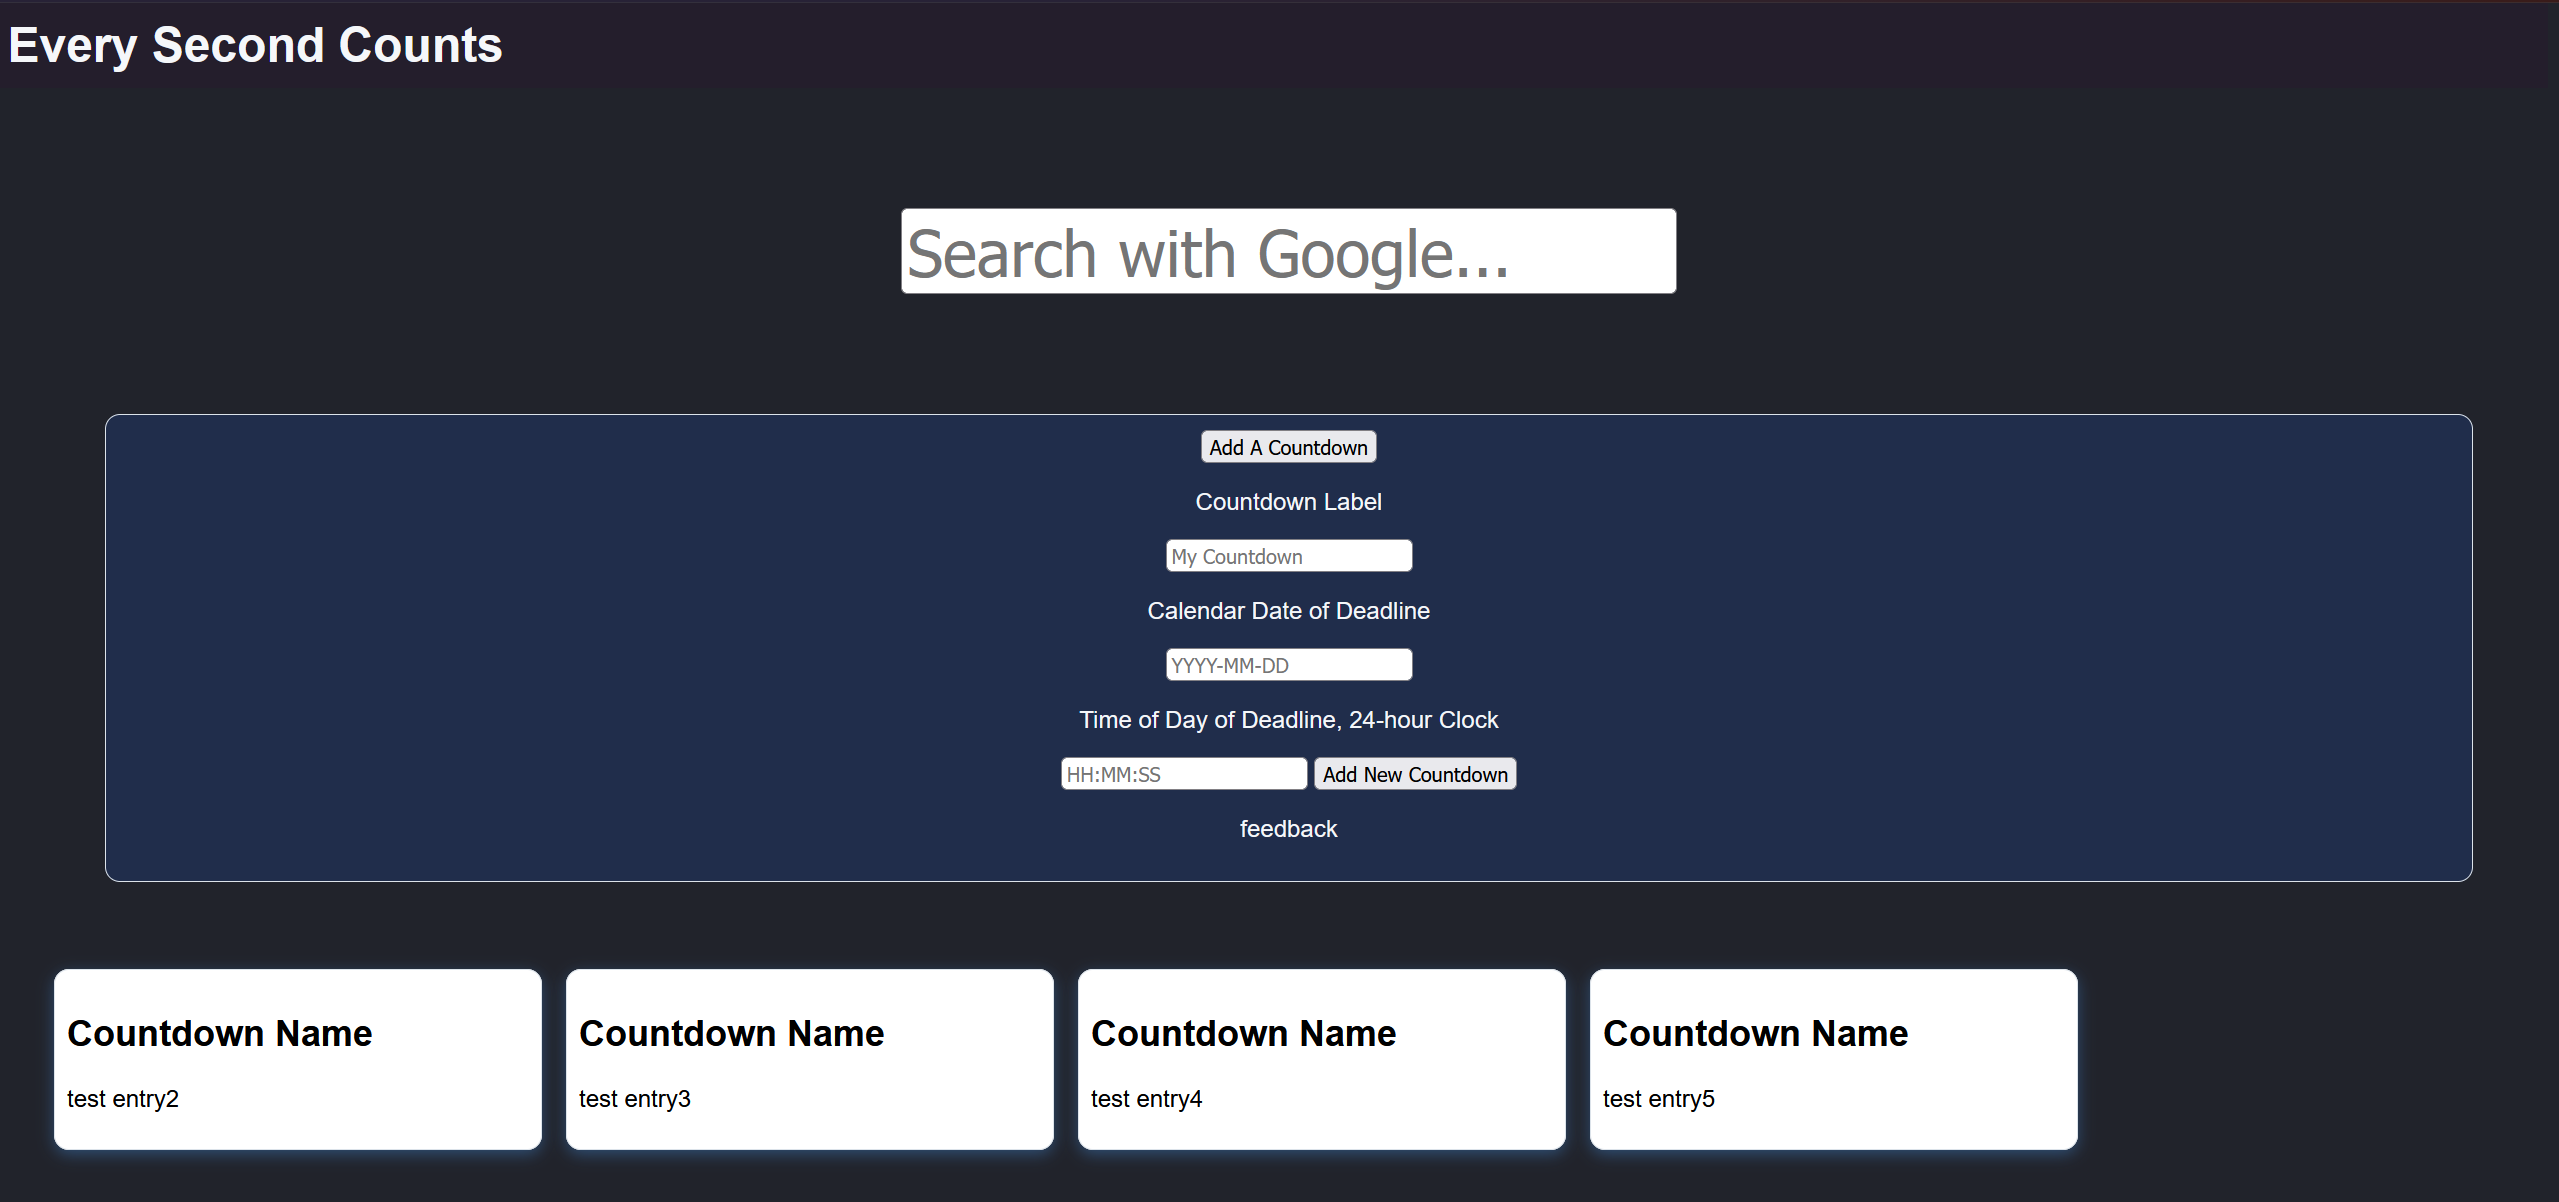 Every Second Counts
Search with Google...
Add A Countdown
Countdown Label
My Countdown
Calendar Date of Deadline
YYYY-MM-DD
Time of Day of Deadline, 24-hour Clock
HH:MM:SS Add New Countdown
feedback
Countdown Name Countdown Name Countdown Name Countdown Name
test entry2 test entry3 test entry4 test entry5